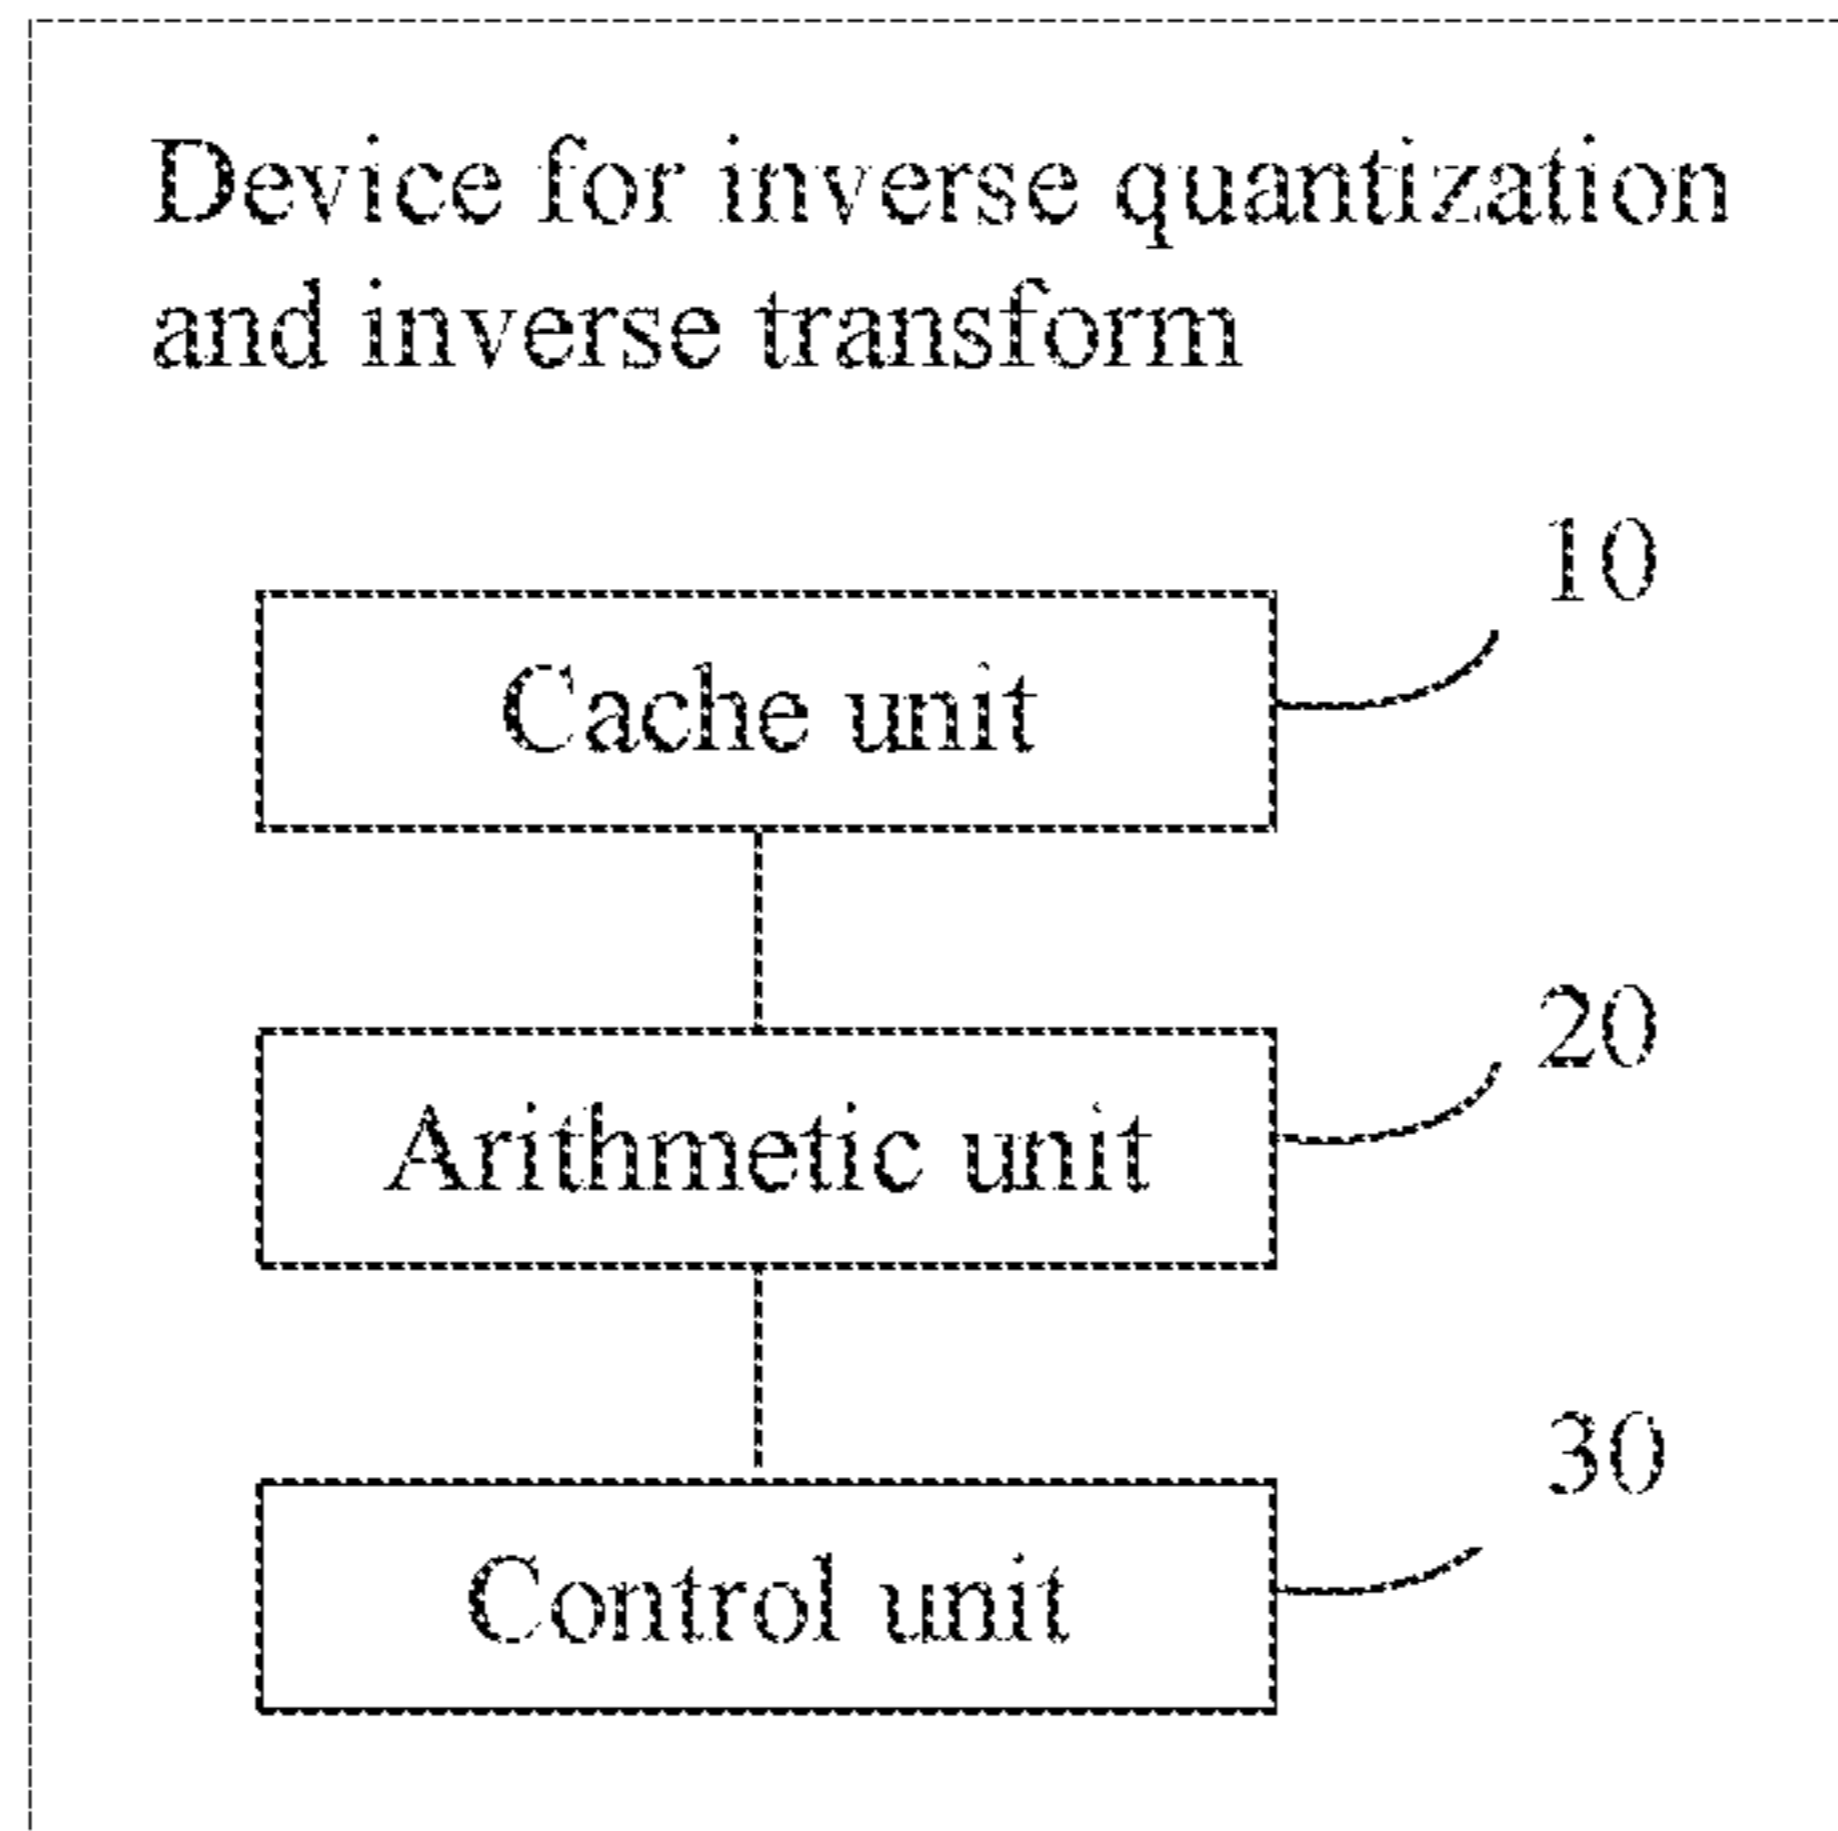 Device for inverse quantization
and inverse transform
10
Cache unit
20
Arithmetic unit
30
Control unit